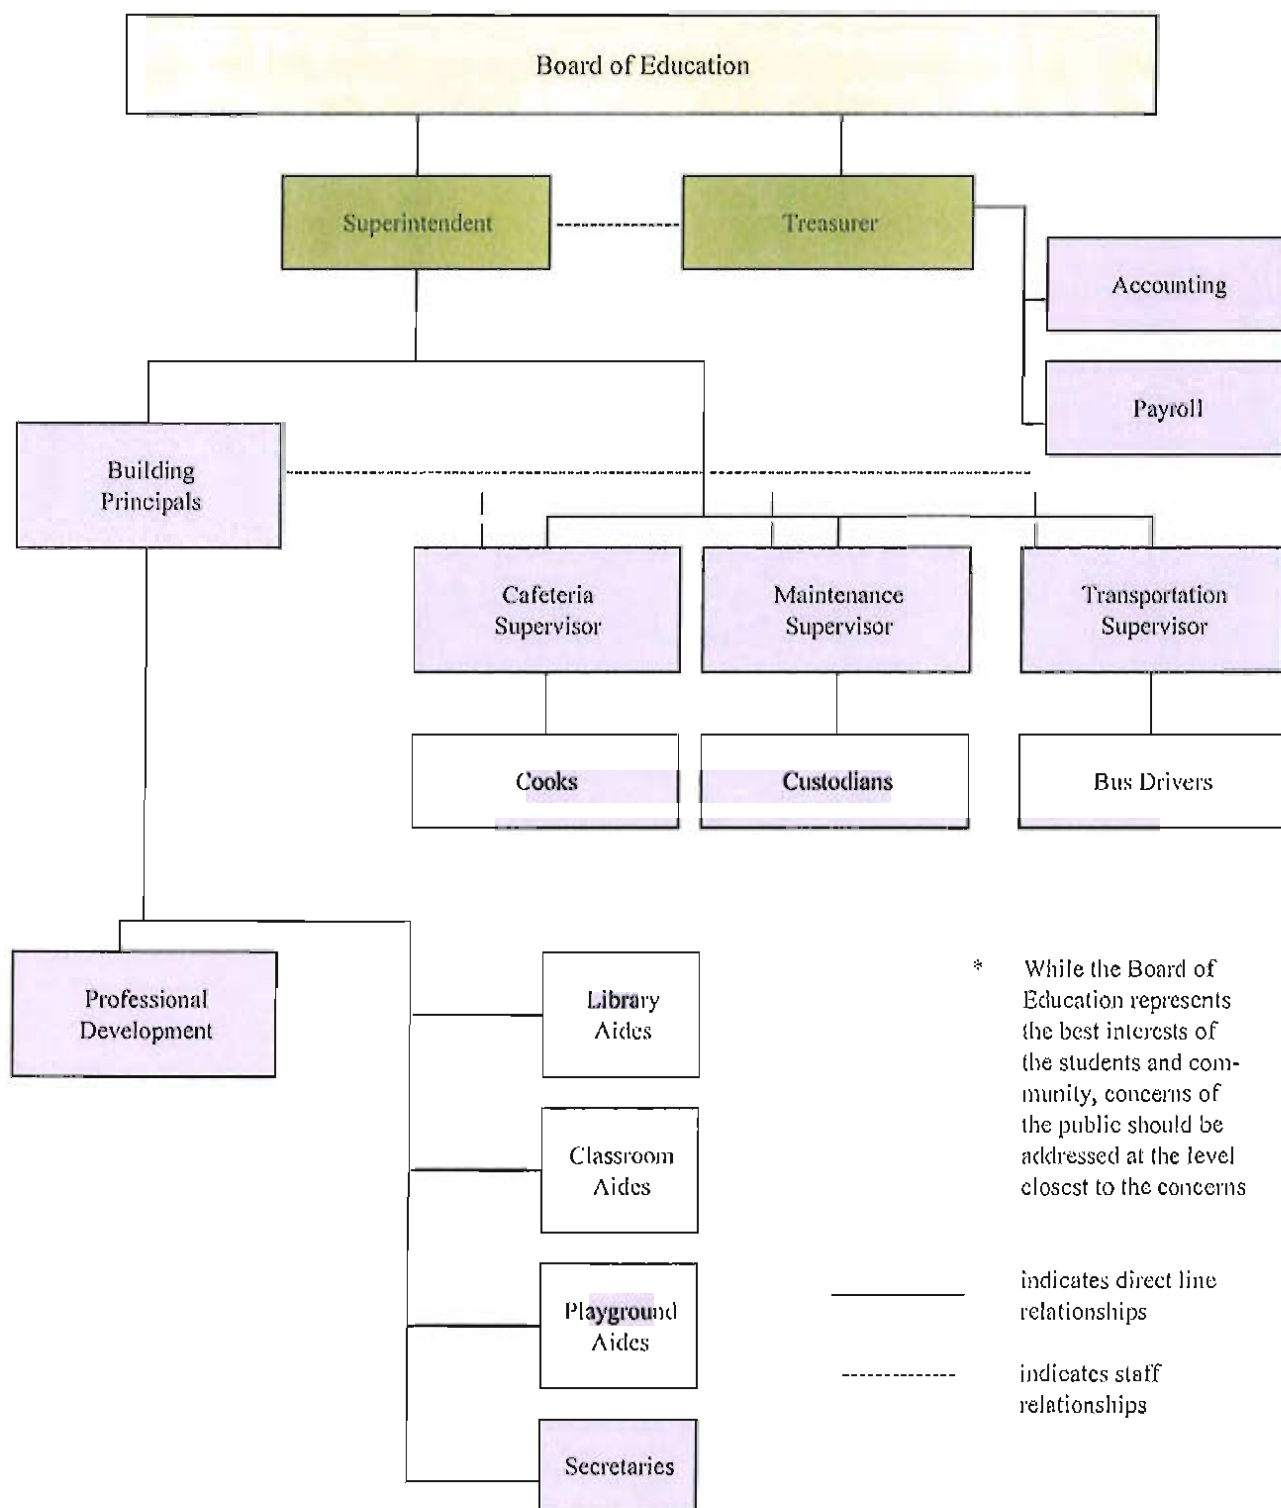 Board of Education
Superintendent
Treasurer
Accounting
Payroll
Building
Principals
Cafeteria
Supervisor
Maintenance
Supervisor
Transportation
Supervisor
Cooks
Custodians
Bus Drivers
Professional
Development
Library
Aides
Classroom
Aides
Playground
Aides
Secretaries
* While the Board of
Education represents
the best interests of
the students and com-
munity, concerns of
the public should be
addressed at the level
closest to the concerns
indicates direct line
relationships
indicates staff
relationships